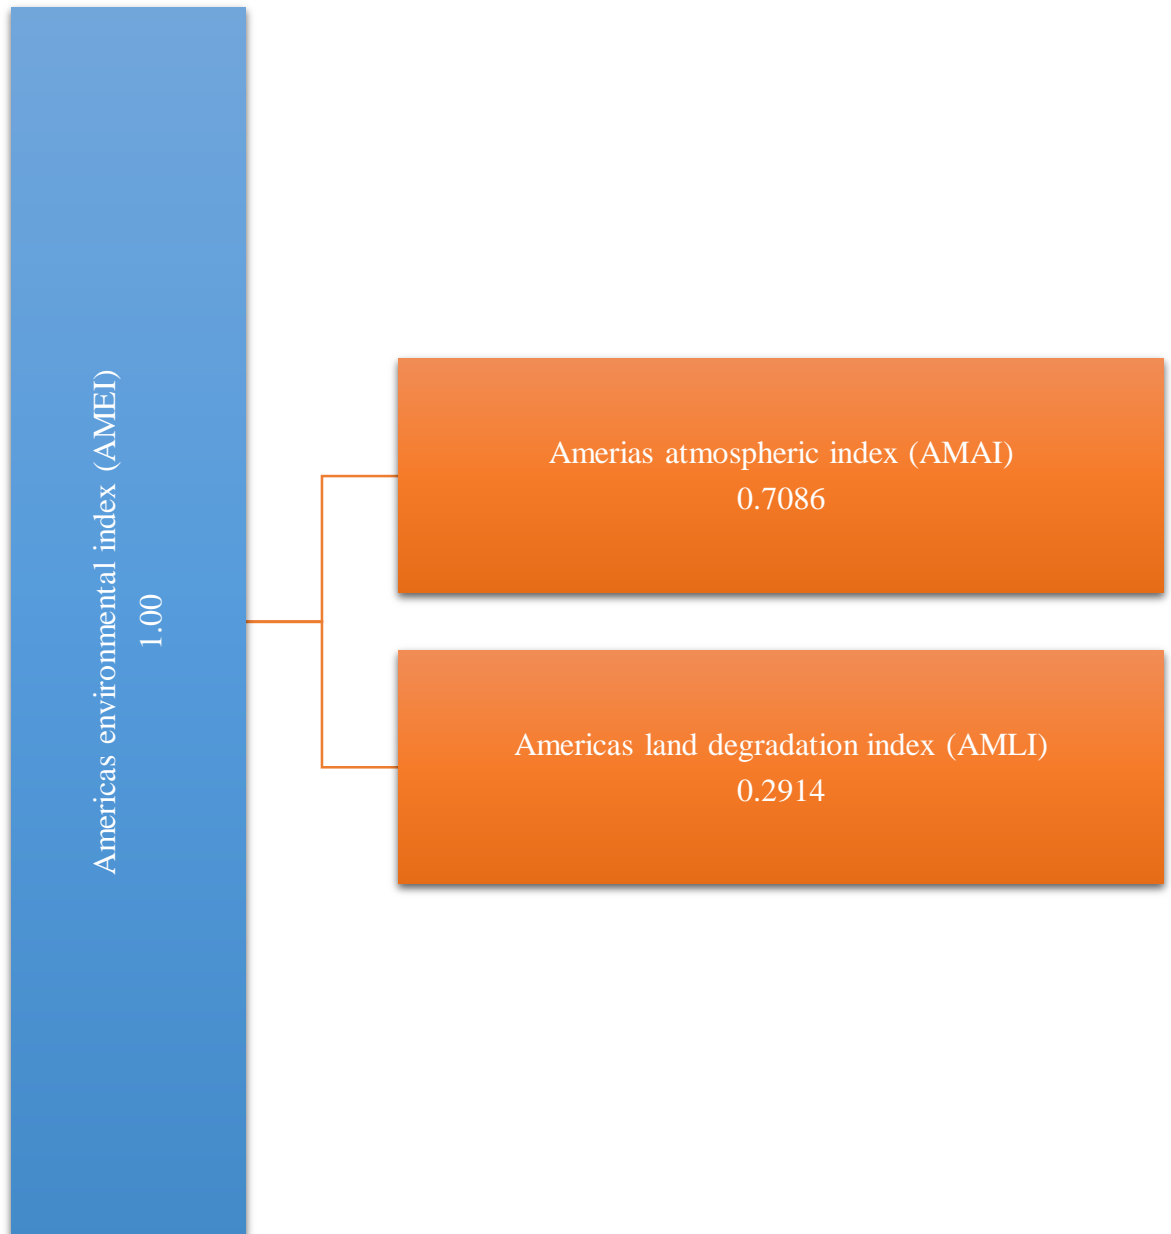 Americas environmental index (AMEI)
1.00
Amerias atmospheric index (AMAI)
0.7086
Americas land degradation index (AMLI)
0.2914